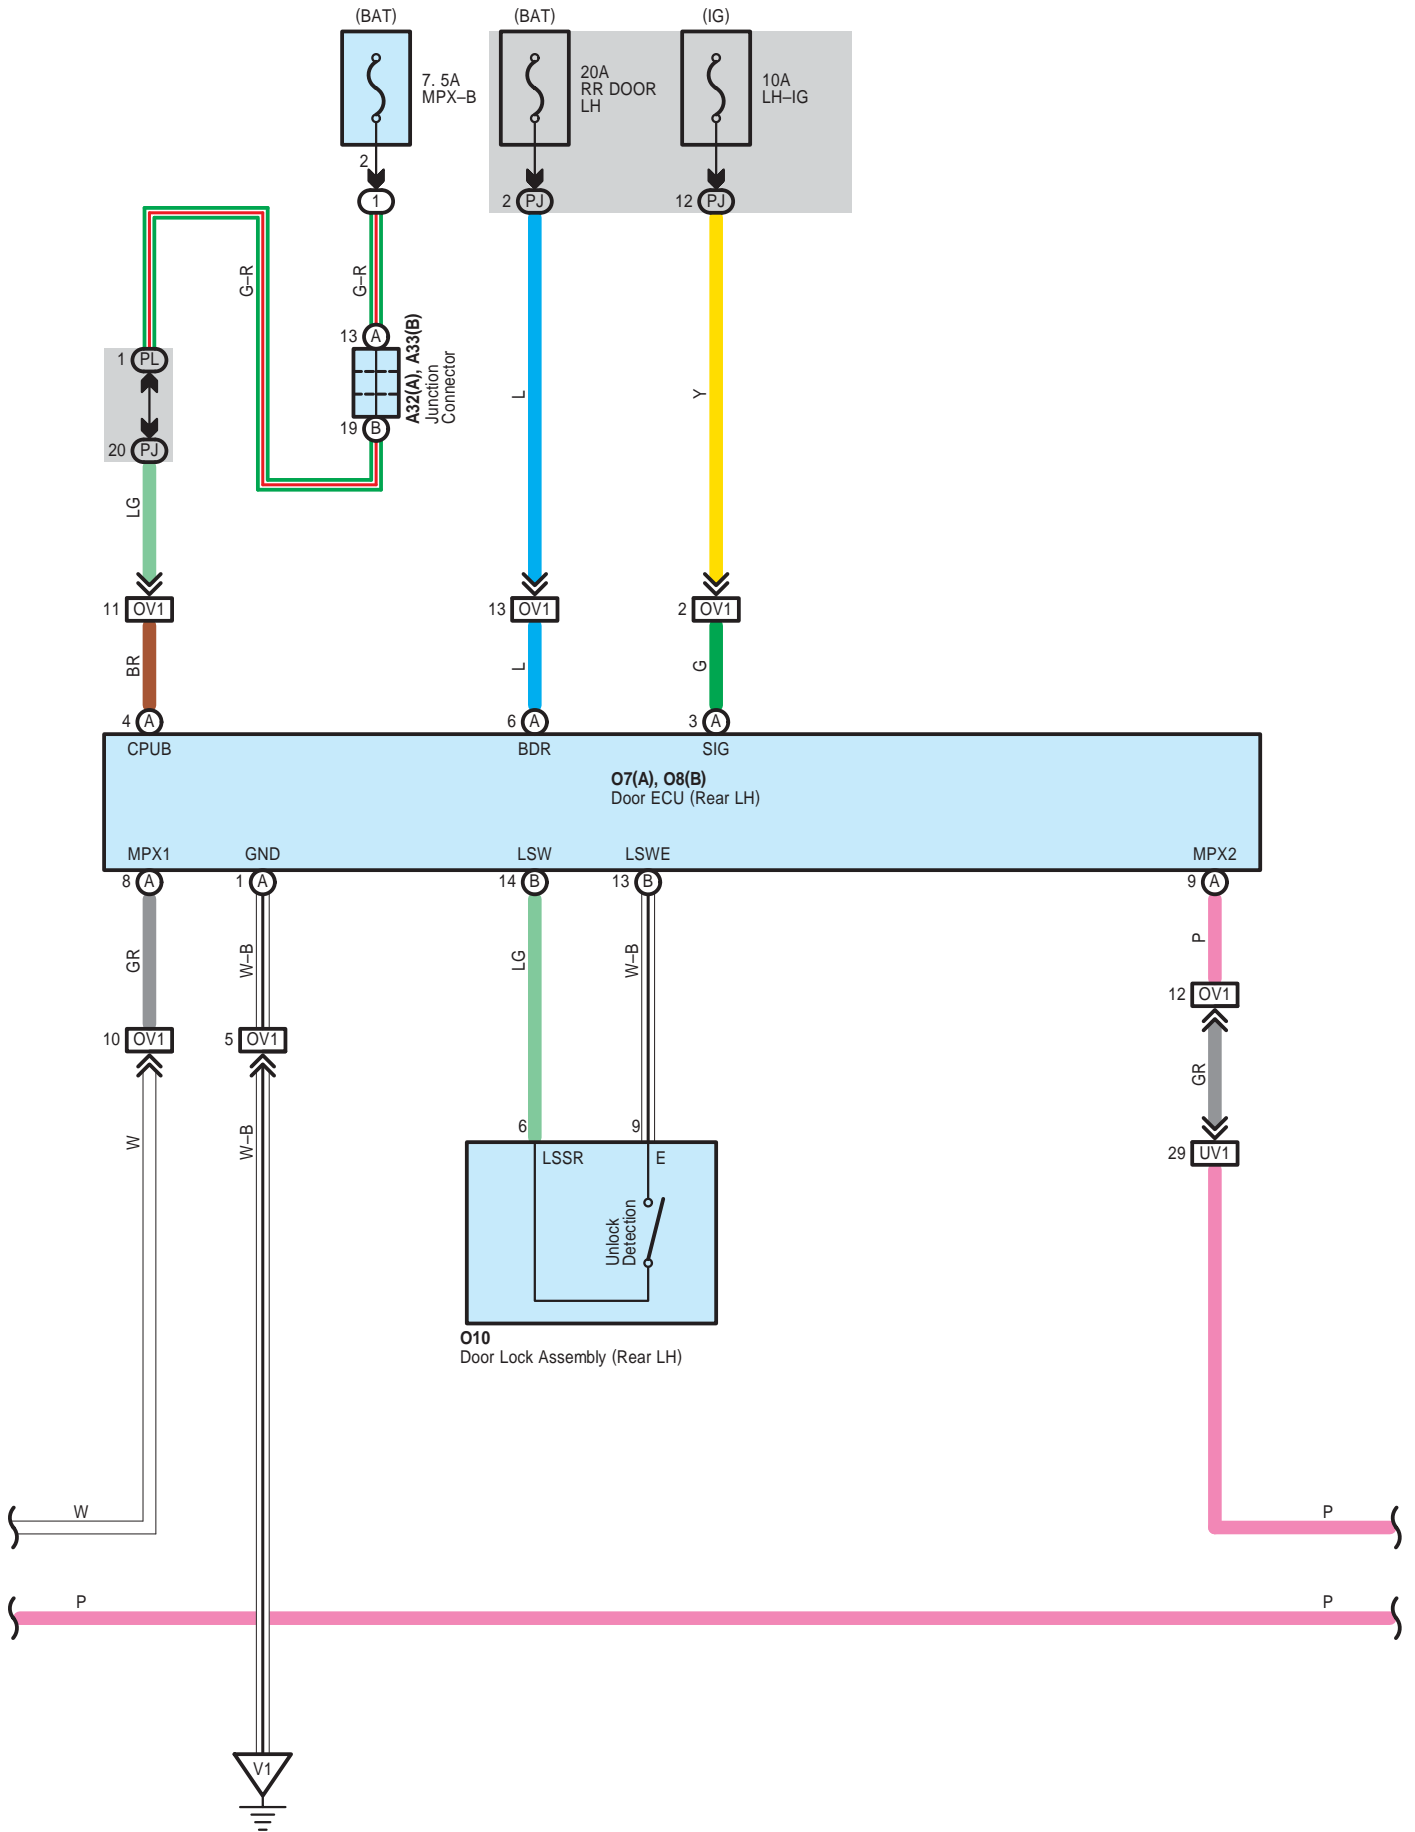 (BAT)
(BAT)
(IG)
7. 5A
MPX–B
20A
RR DOOR
LH
10A
LH–IG
2
1
2 PJ
12 PJ
G–R
G–R
13 A
A32(A), A33(B)
Junction
Connector
1 PL
19 B
20 PJ
L
Y
LG
11 OV1
13 OV1
2 OV1
BR
L
G
4 A
6 A
3 A
CPUB
BDR
SIG
O7(A), O8(B)
Door ECU (Rear LH)
MPX1
GND
LSW
LSWE
MPX2
8 A
1 A
14 B
13 B
9 A
GR
W–B
LG
W–B
P
12 OV1
10 OV1
5 OV1
GR
W
W–B
6
9
29 UV1
LSSR
E
Unlock
Detection
O10
Door Lock Assembly (Rear LH)
W
P
P
P
V1